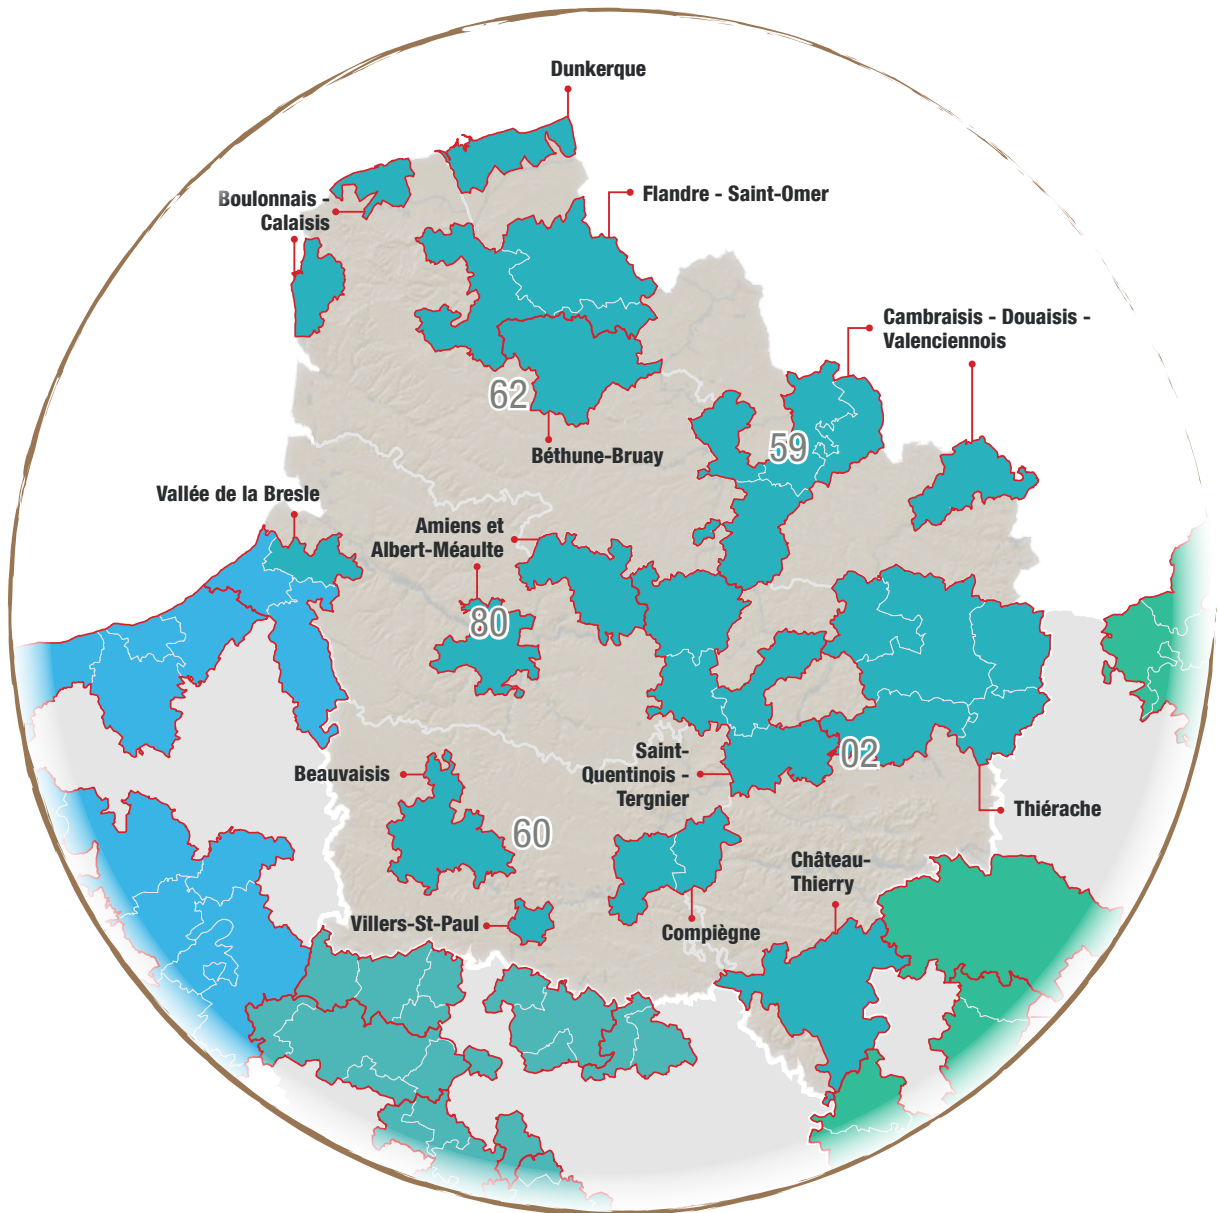 Dunkerque
Flandre - Saint-Omer
Boulonnais -
Calaisis
Cambraisis - Douaisis -
Valenciennois
62
59
Béthune-Bruay
Vallée de la Bresle
Amiens et
Albert-Méaulte
80
Saint-
Quentinois -
Tergnier
02
Beauvaisis
Thiérache
60
Château-
Thierry
Villers-St-Paul
Compiègne